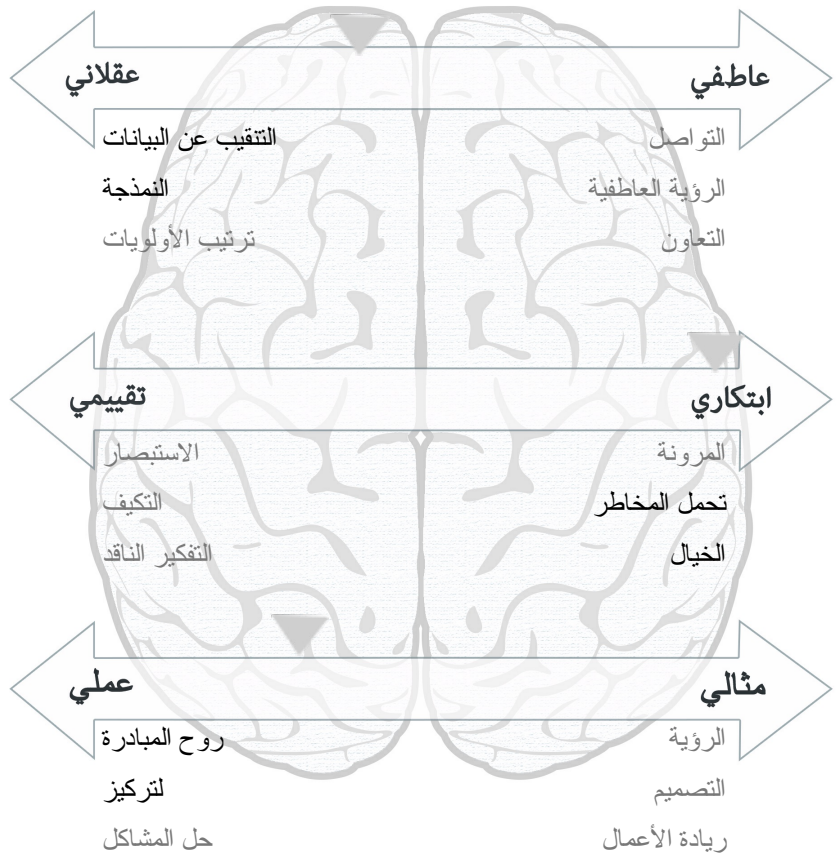 عاطفي
عقلاني
التواصل
التنقيب عن البيانات
الرؤية العاطفية
النمذجة
التعاون
ترتيب الأولويات
ابتكاري
تقييمي
المرونة
الاستبصار
تحمل المخاطر
التكيف
الخيال
التفكير الناقد
مثالي
عملي
الرؤية
روح المبادرة
التصميم
لتركيز
ريادة الأعمال
حل المشاكل